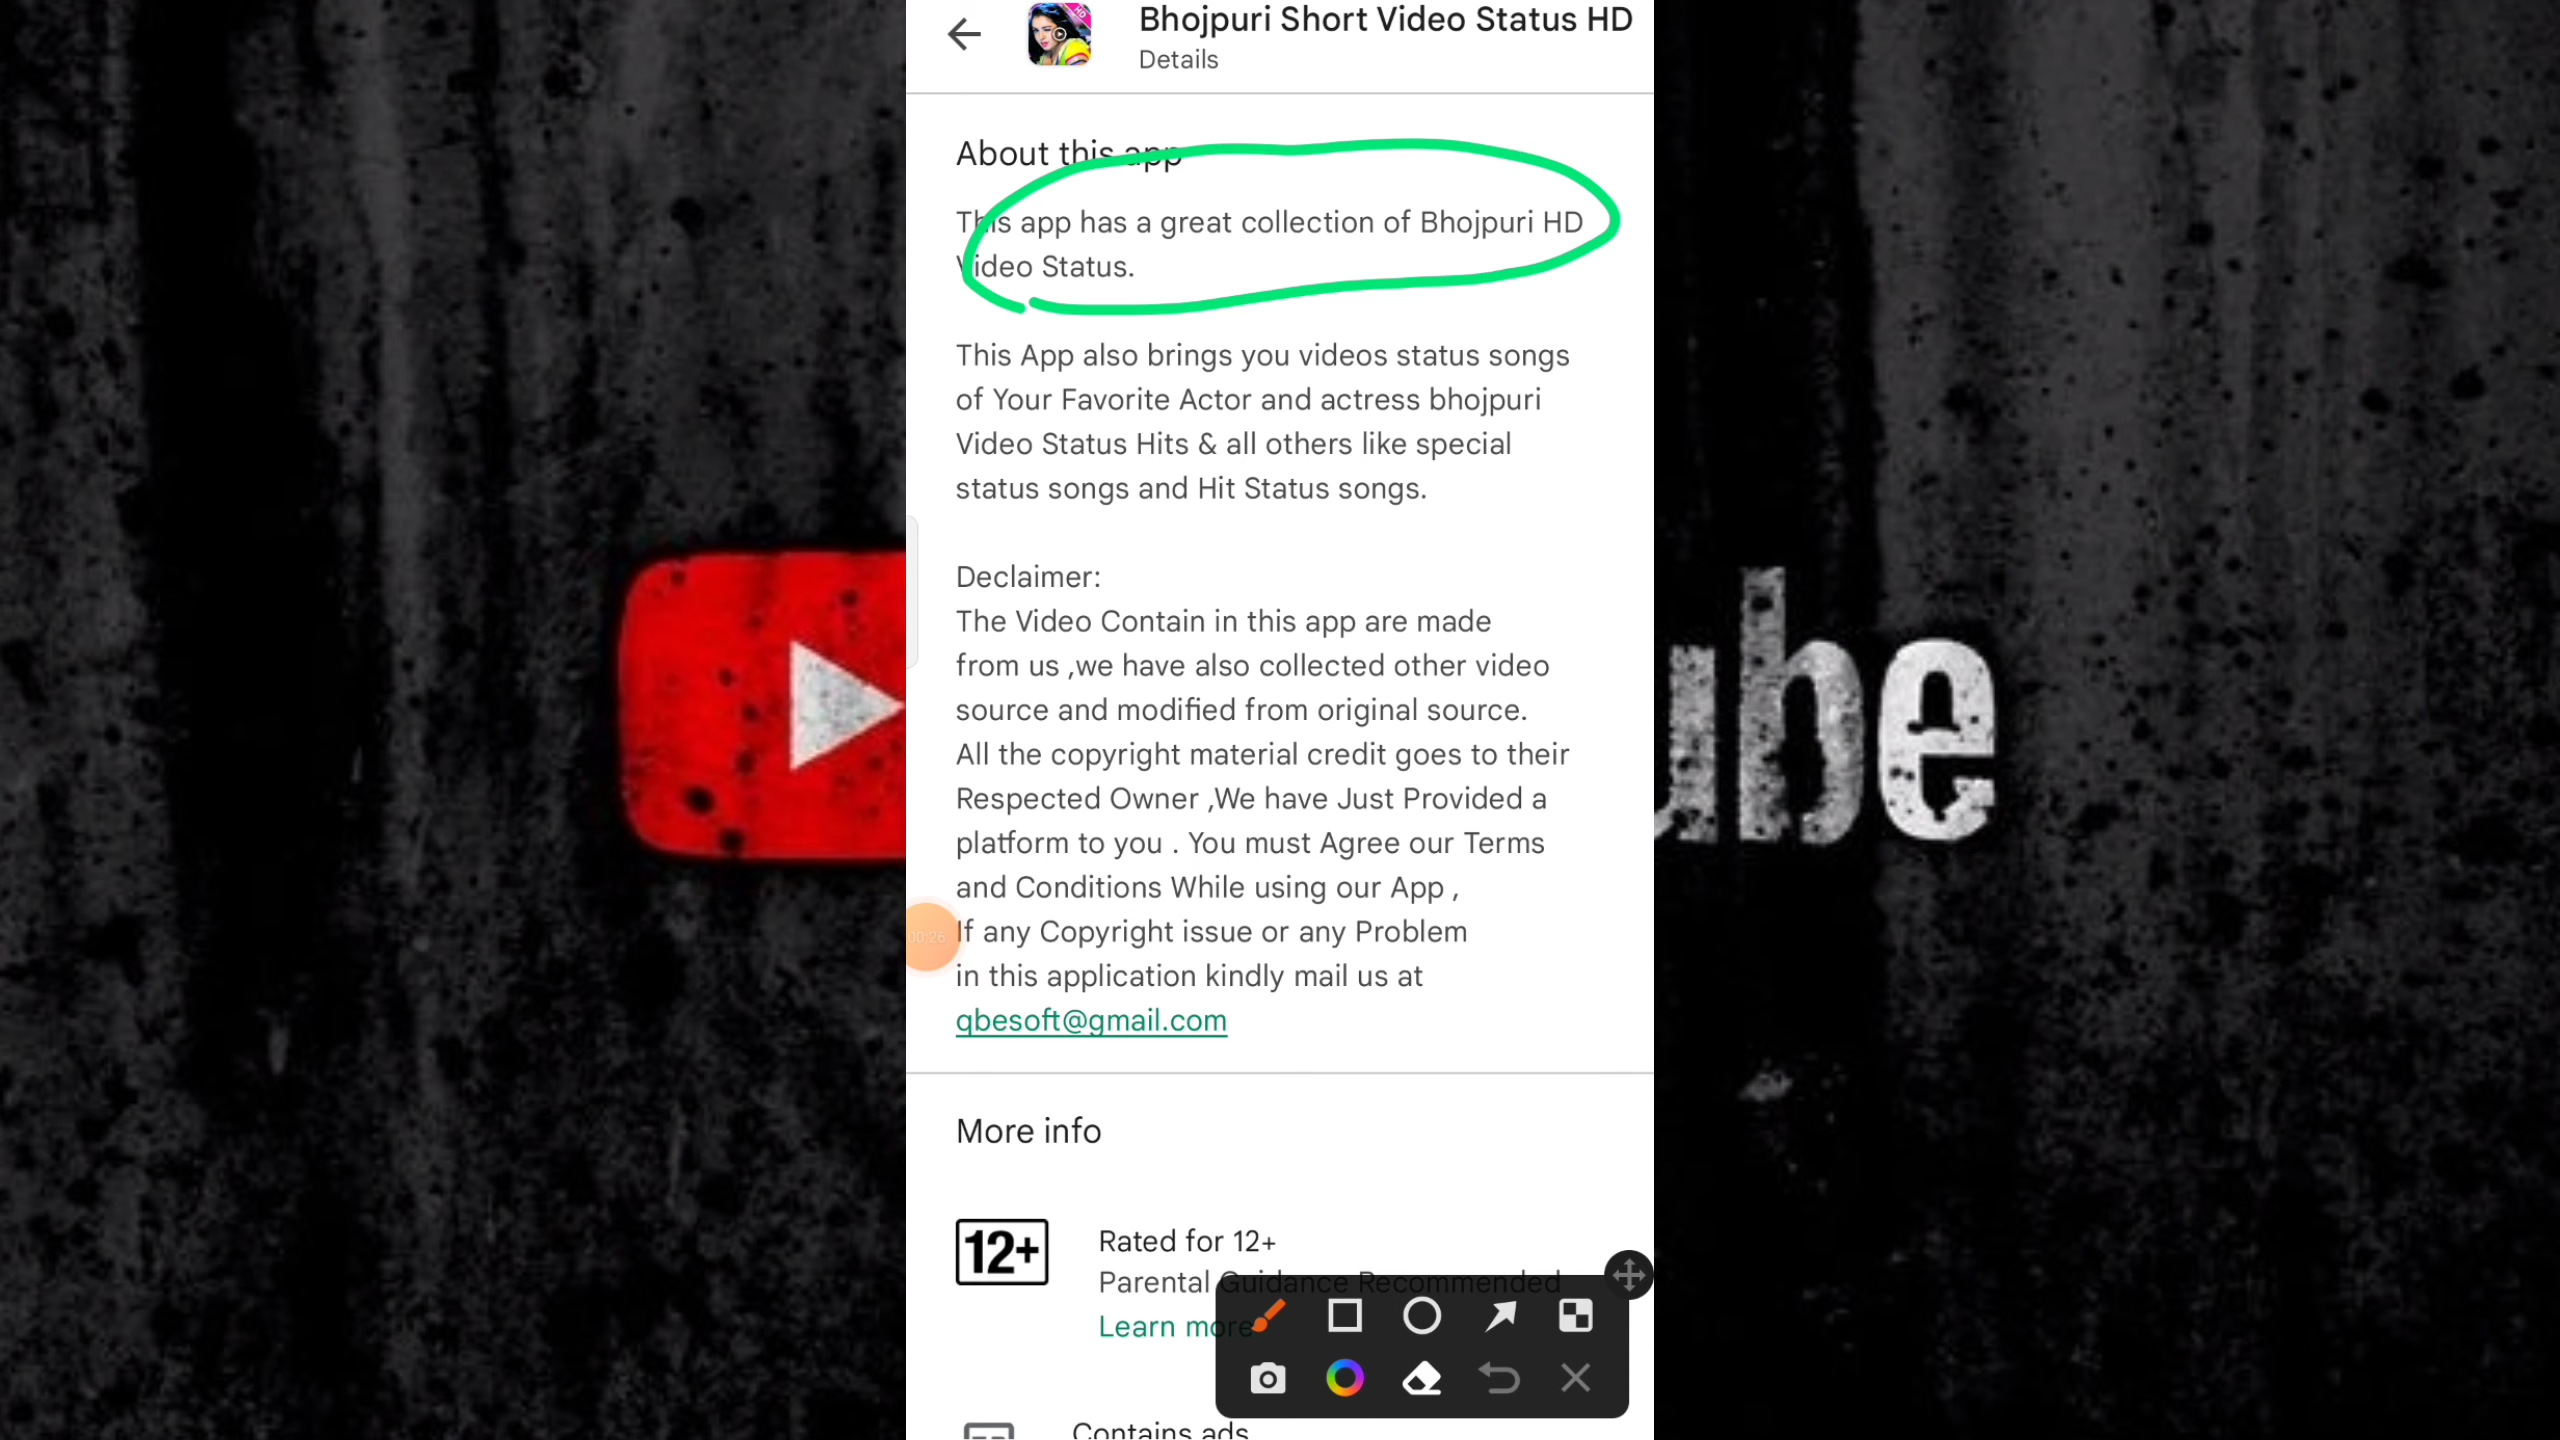 Bhojpuri Short Video Status HD
Details
About this app
This app has a great collection of Bhojpuri HD
Video Status.
This App also brings you videos status songs
of Your Favorite Actor and actress bhojpuri
Video Status Hits & all others like special
status songs and Hit Status songs.
Declaimer:
The Video Contain in this app are made
from us ,we have also collected other video
source and modified from original source.
All the copyright material credit goes to their
Respected Owner ,We have Just Provided a
platform to you . You must Agree our Terms
and Conditions While using our App ,
If any Copyright issue or any Problem
in this application kindly mail us at
qbesoft@gmail.com
00:26
ube
More info
12+
Rated for 12+
Parental Guidance Recommended
Learn more
Contains ads